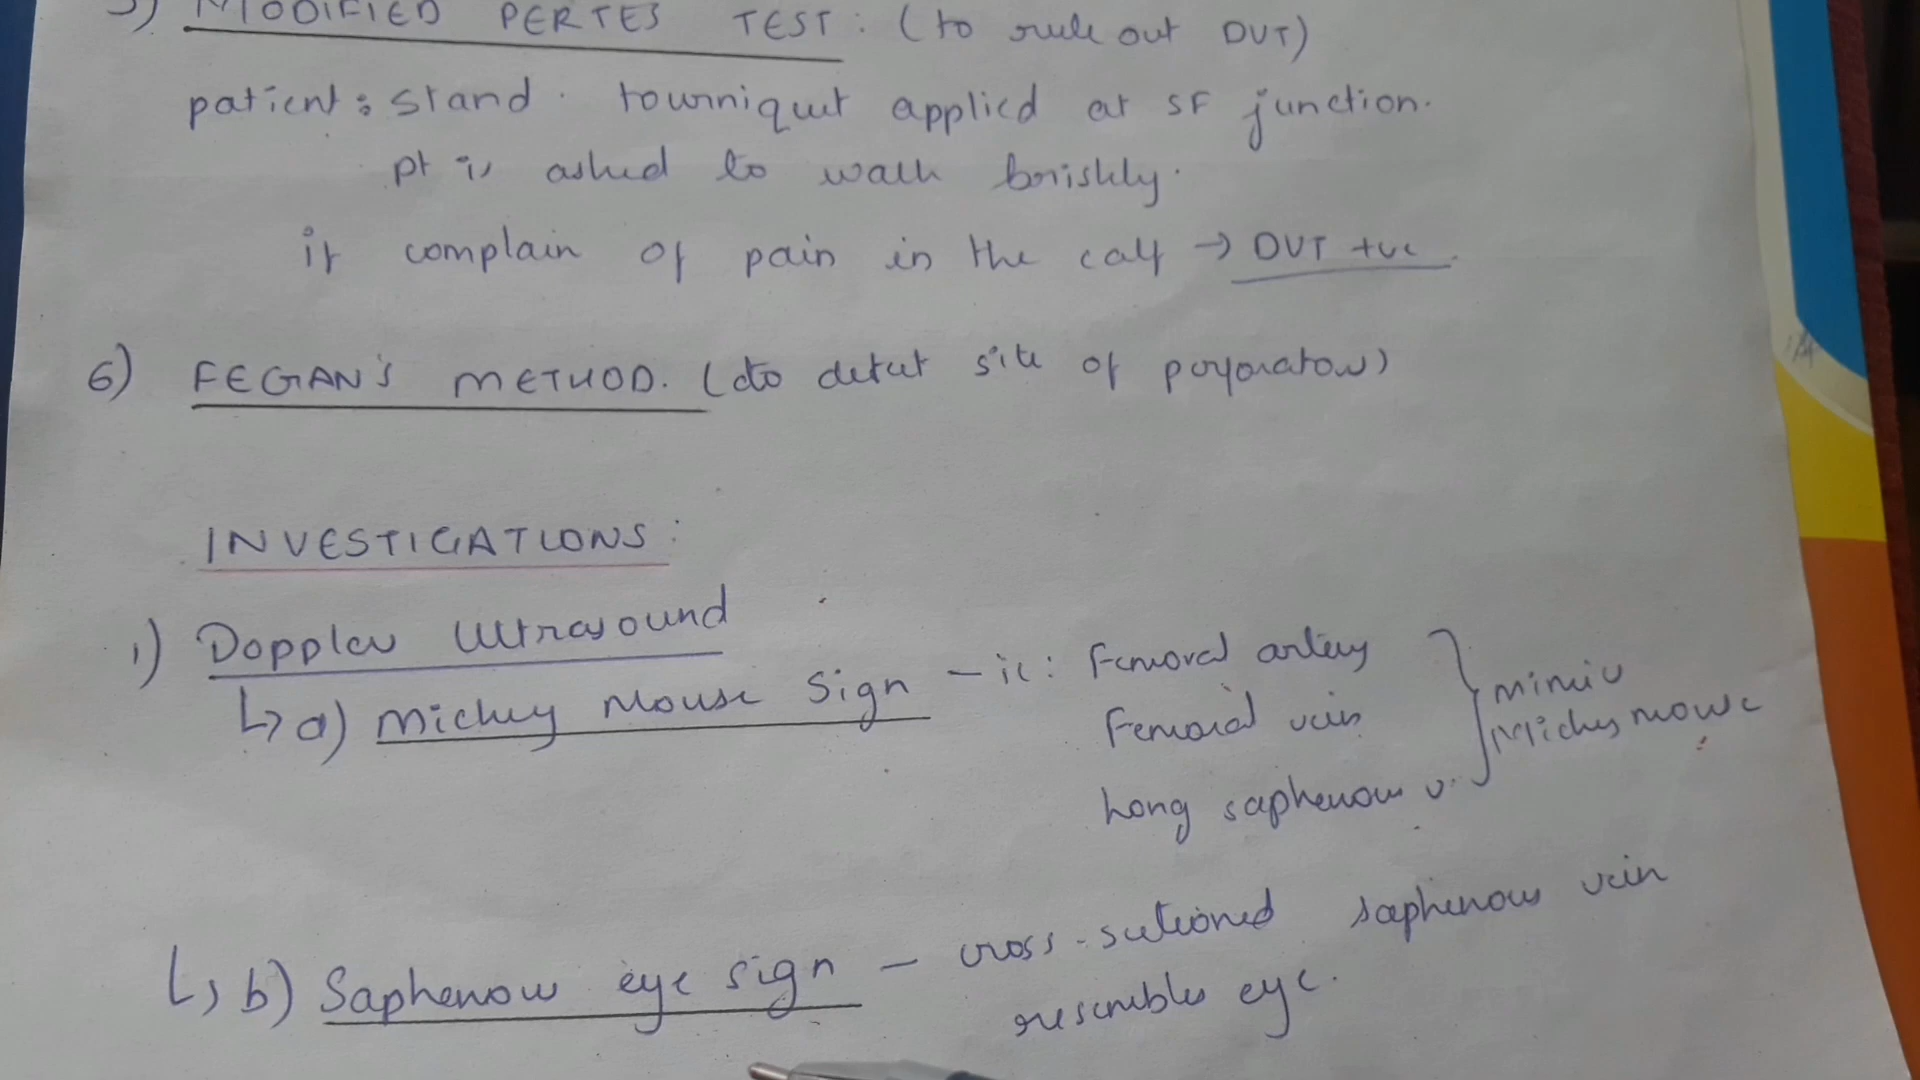 5) MODIFIED PERTES TEST: (to rule out DVT)
patient: stand. tourniquet applied at SF junction.
pt is asked to walk briskly.
if complain of pain in the calf → DVT +ve.
6) FEGAN'S METHOD. (to detect site of perforators)
INVESTIGATIONS:
1) Doppler Ultrasound
↳ a) Mickey Mouse Sign – ie: Femoral artery
Femoral vein
Long saphenous v.
} mimic
Mickey mouse
↳ b) Saphenous eye sign – cross-sectioned saphenous vein
resembles eye.